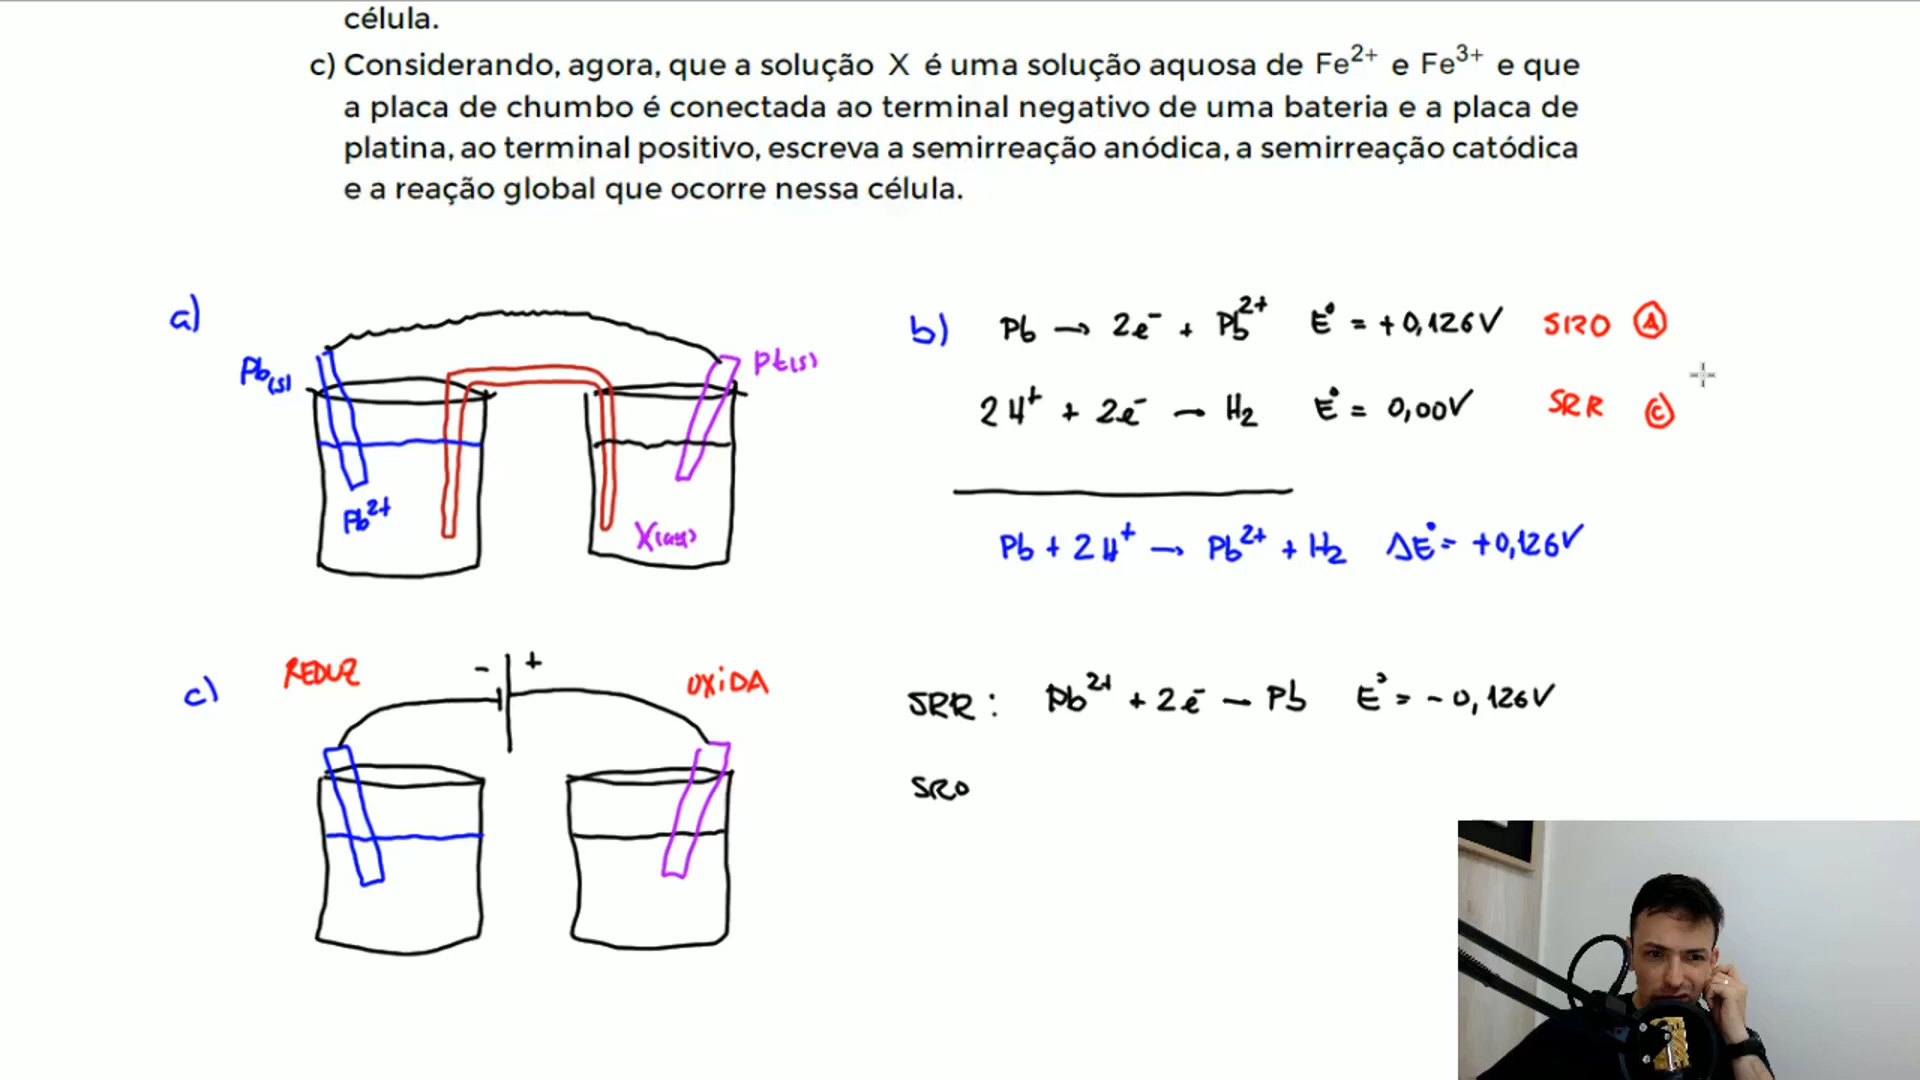 célula.
c) Considerando, agora, que a solução X é uma solução aquosa de Fe²⁺ e Fe³⁺ e que
a placa de chumbo é conectada ao terminal negativo de uma bateria e a placa de
platina, ao terminal positivo, escreva a semirreação anódica, a semirreação catódica
e a reação global que ocorre nessa célula.
a)
Pb(s)
Pt(s)
Pb²⁺
X(aq)
b) Pb → 2e⁻ + Pb²⁺ E° = +0,126V SRO Ⓐ
2H⁺ + 2e⁻ → H₂ E° = 0,00V SRR Ⓒ
Pb + 2H⁺ → Pb²⁺ + H₂ ΔE° = +0,126V
c) REDUZ - + OXIDA
SRR: Pb²⁺ + 2e⁻ → Pb E° = -0,126V
SRO